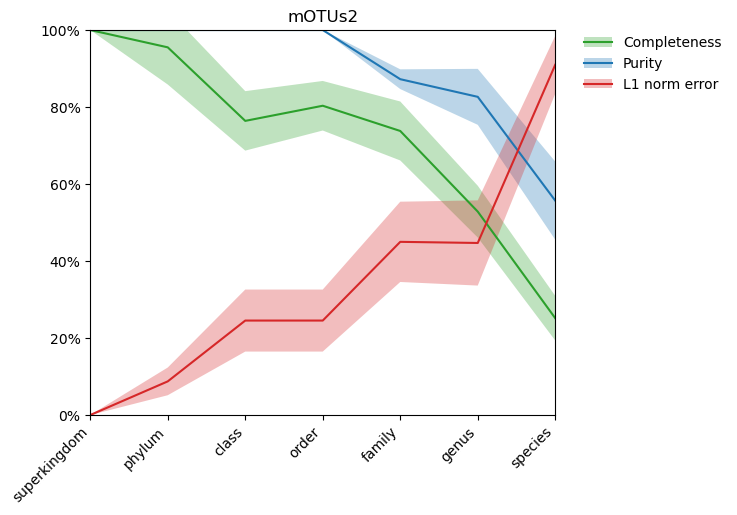 mOTUs2
100%
80%
60%
40%
20%
0%
superkingdom
phylum
class
order
family
genus
species
Completeness
Purity
L1 norm error